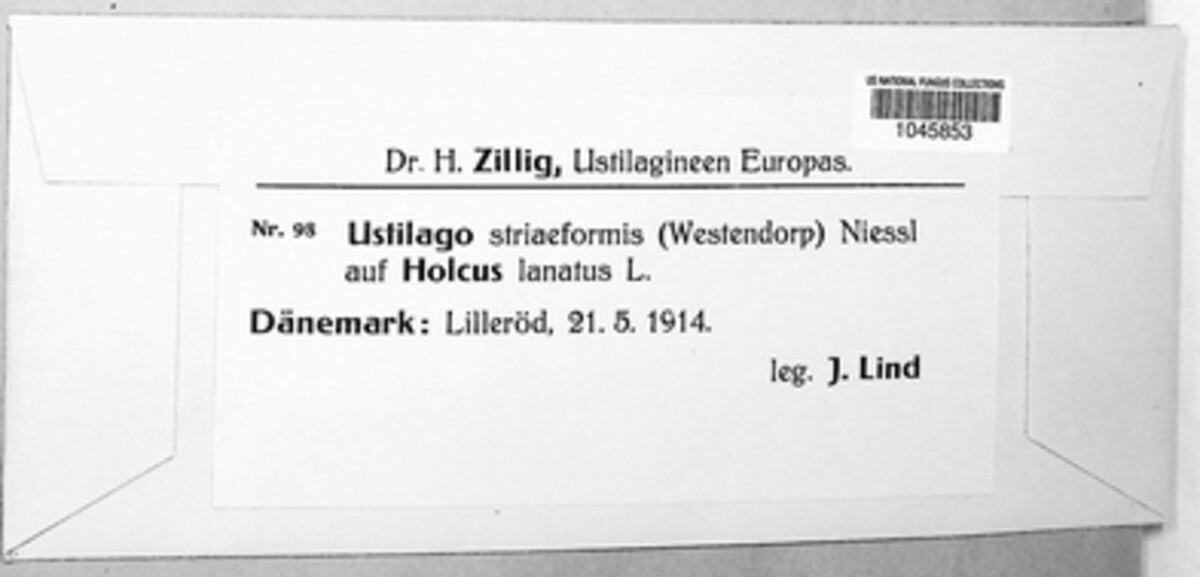 US NATIONAL FUNGUS COLLECTIONS
1045853
Dr. H. Zillig, Ustilagineen Europas.
Nr. 98 Ustilago striaeformis (Westendorp) Niessl
auf Holcus lanatus L.
Dänemark: Lilleröd, 21. 5. 1914.
leg. J. Lind